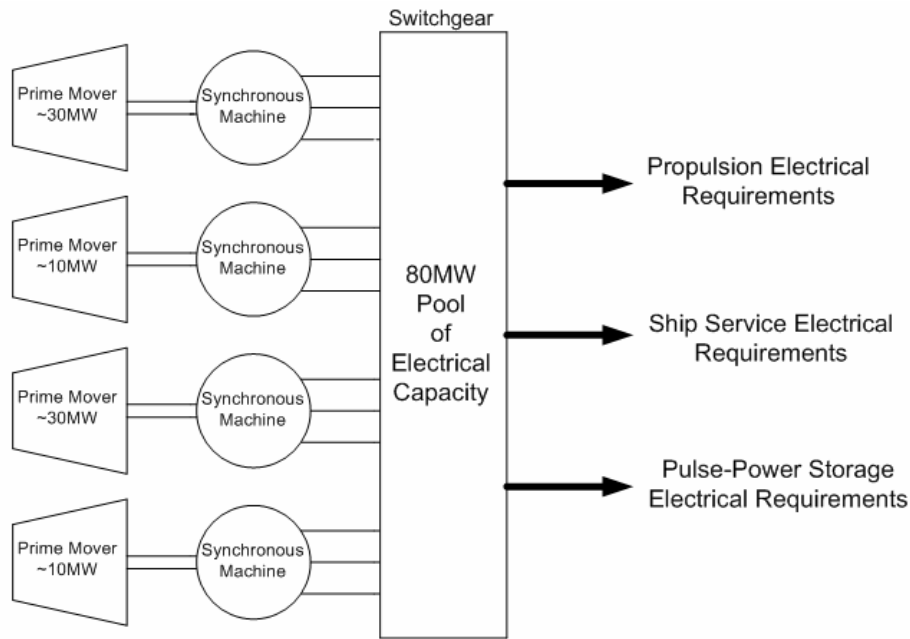 Switchgear
Prime Mover
~30MW
Synchronous
Machine
Propulsion Electrical
Requirements
Prime Mover
~10MW
Synchronous
Machine
80MW
Pool
of
Electrical
Capacity
Ship Service Electrical
Requirements
Prime Mover
~30MW
Synchronous
Machine
Pulse-Power Storage
Electrical Requirements
Prime Mover
~10MW
Synchronous
Machine